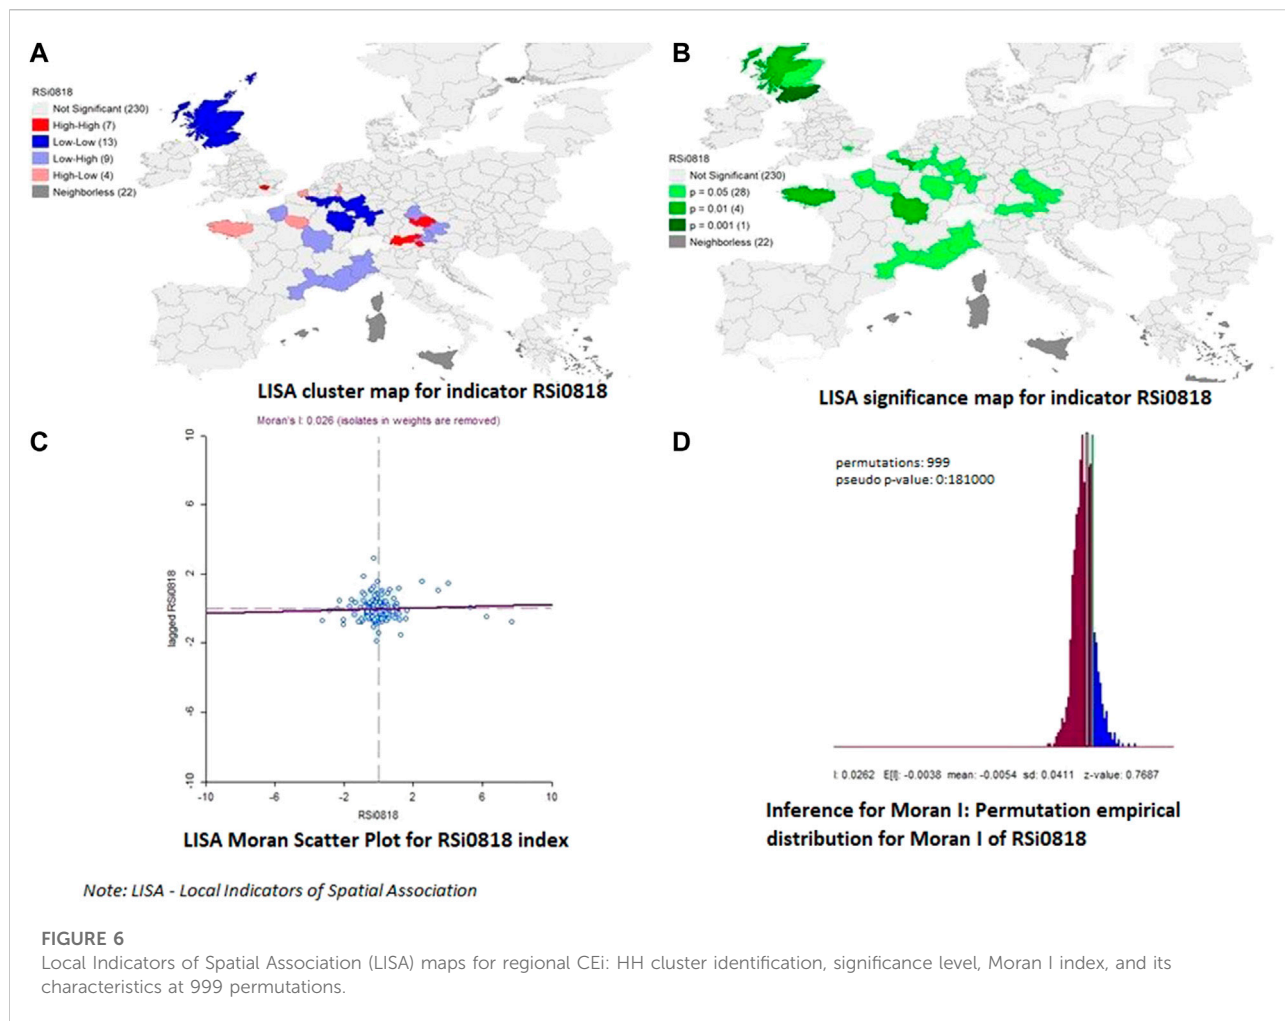 A
RSi0818
Not Significant (230)
High-High (7)
Low-Low (13)
Low-High (9)
High-Low (4)
Neighborless (22)
LISA cluster map for indicator RSi0818
B
RSi0818
Not Significant (230)
p = 0.05 (28)
p = 0.01 (4)
p = 0.001 (1)
Neighborless (22)
LISA significance map for indicator RSi0818
C
Moran's I: 0.026 (isolates in weights are removed)
10
6
2
-2
-6
-10
lagged RSi0818
-10 -6 -2 2 6 10
RSi0818
LISA Moran Scatter Plot for RSi0818 index
D
permutations: 999
pseudo p-value: 0:181000
I: 0.0262 E[I]: -0.0038 mean: -0.0054 sd: 0.0411 z-value: 0.7687
Inference for Moran I: Permutation empirical
distribution for Moran I of RSi0818
Note: LISA - Local Indicators of Spatial Association
FIGURE 6
Local Indicators of Spatial Association (LISA) maps for regional CEi: HH cluster identification, significance level, Moran I index, and its
characteristics at 999 permutations.